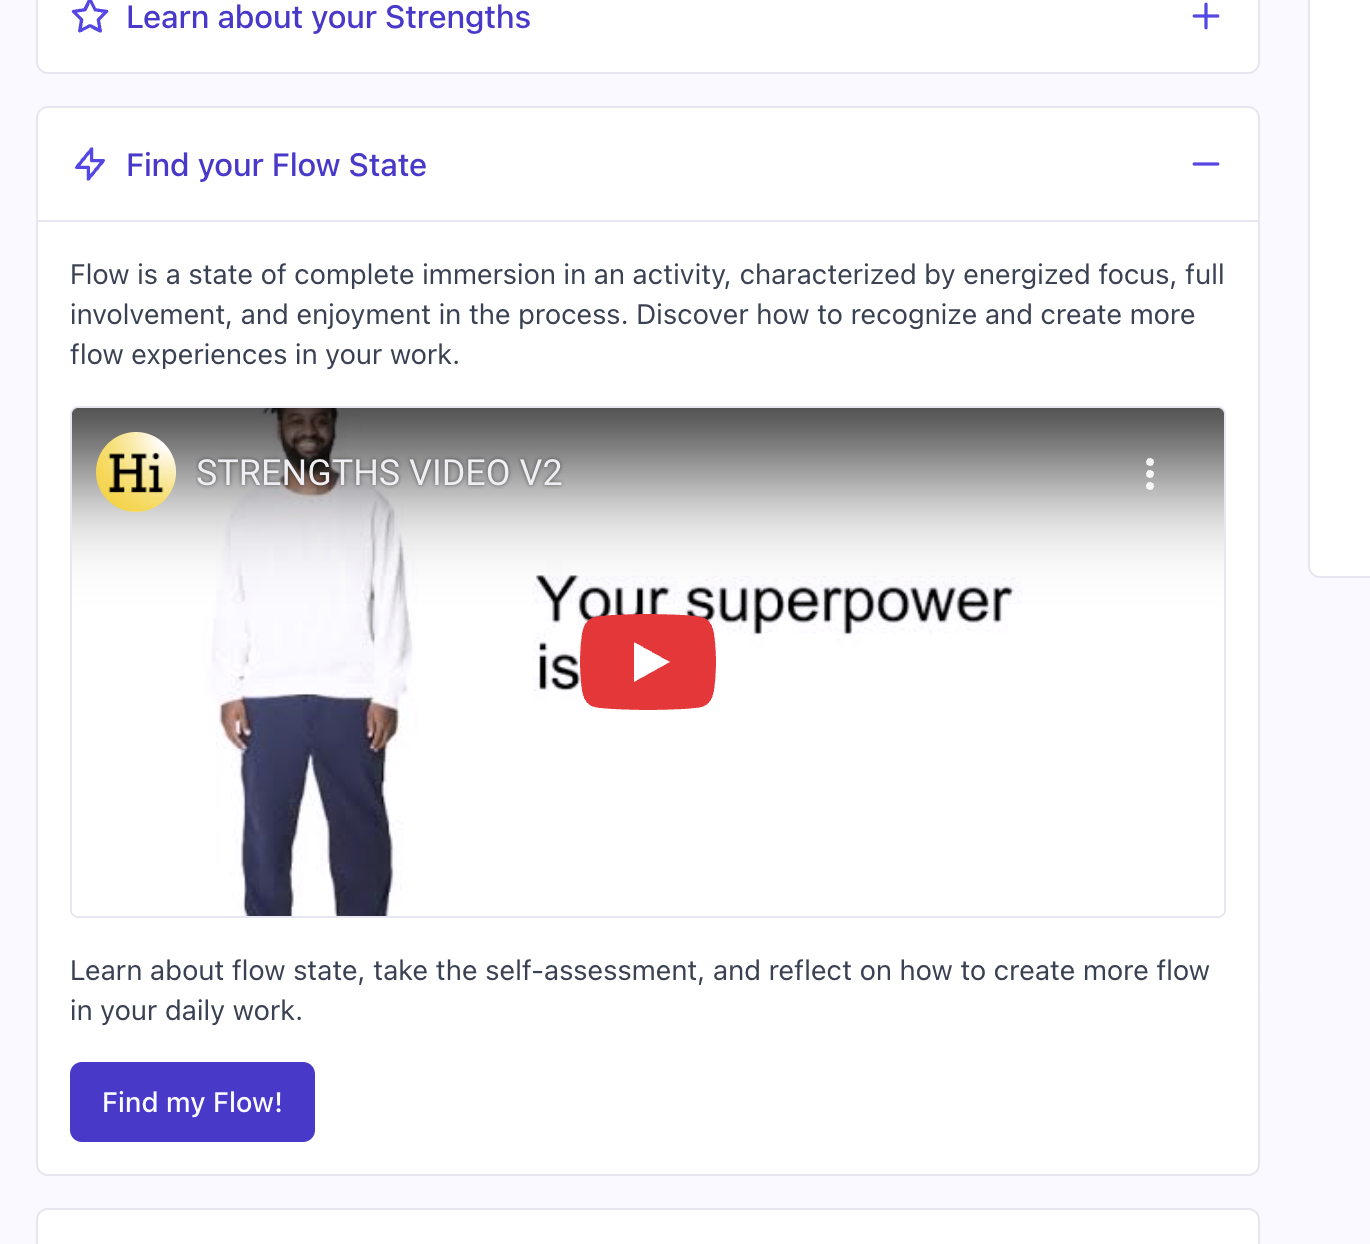 Learn about your Strengths
Find your Flow State
Flow is a state of complete immersion in an activity, characterized by energized focus, full
involvement, and enjoyment in the process. Discover how to recognize and create more
flow experiences in your work.
Hi
STRENGTHS VIDEO V2
Your superpower
is
Learn about flow state, take the self-assessment, and reflect on how to create more flow
in your daily work.
Find my Flow!